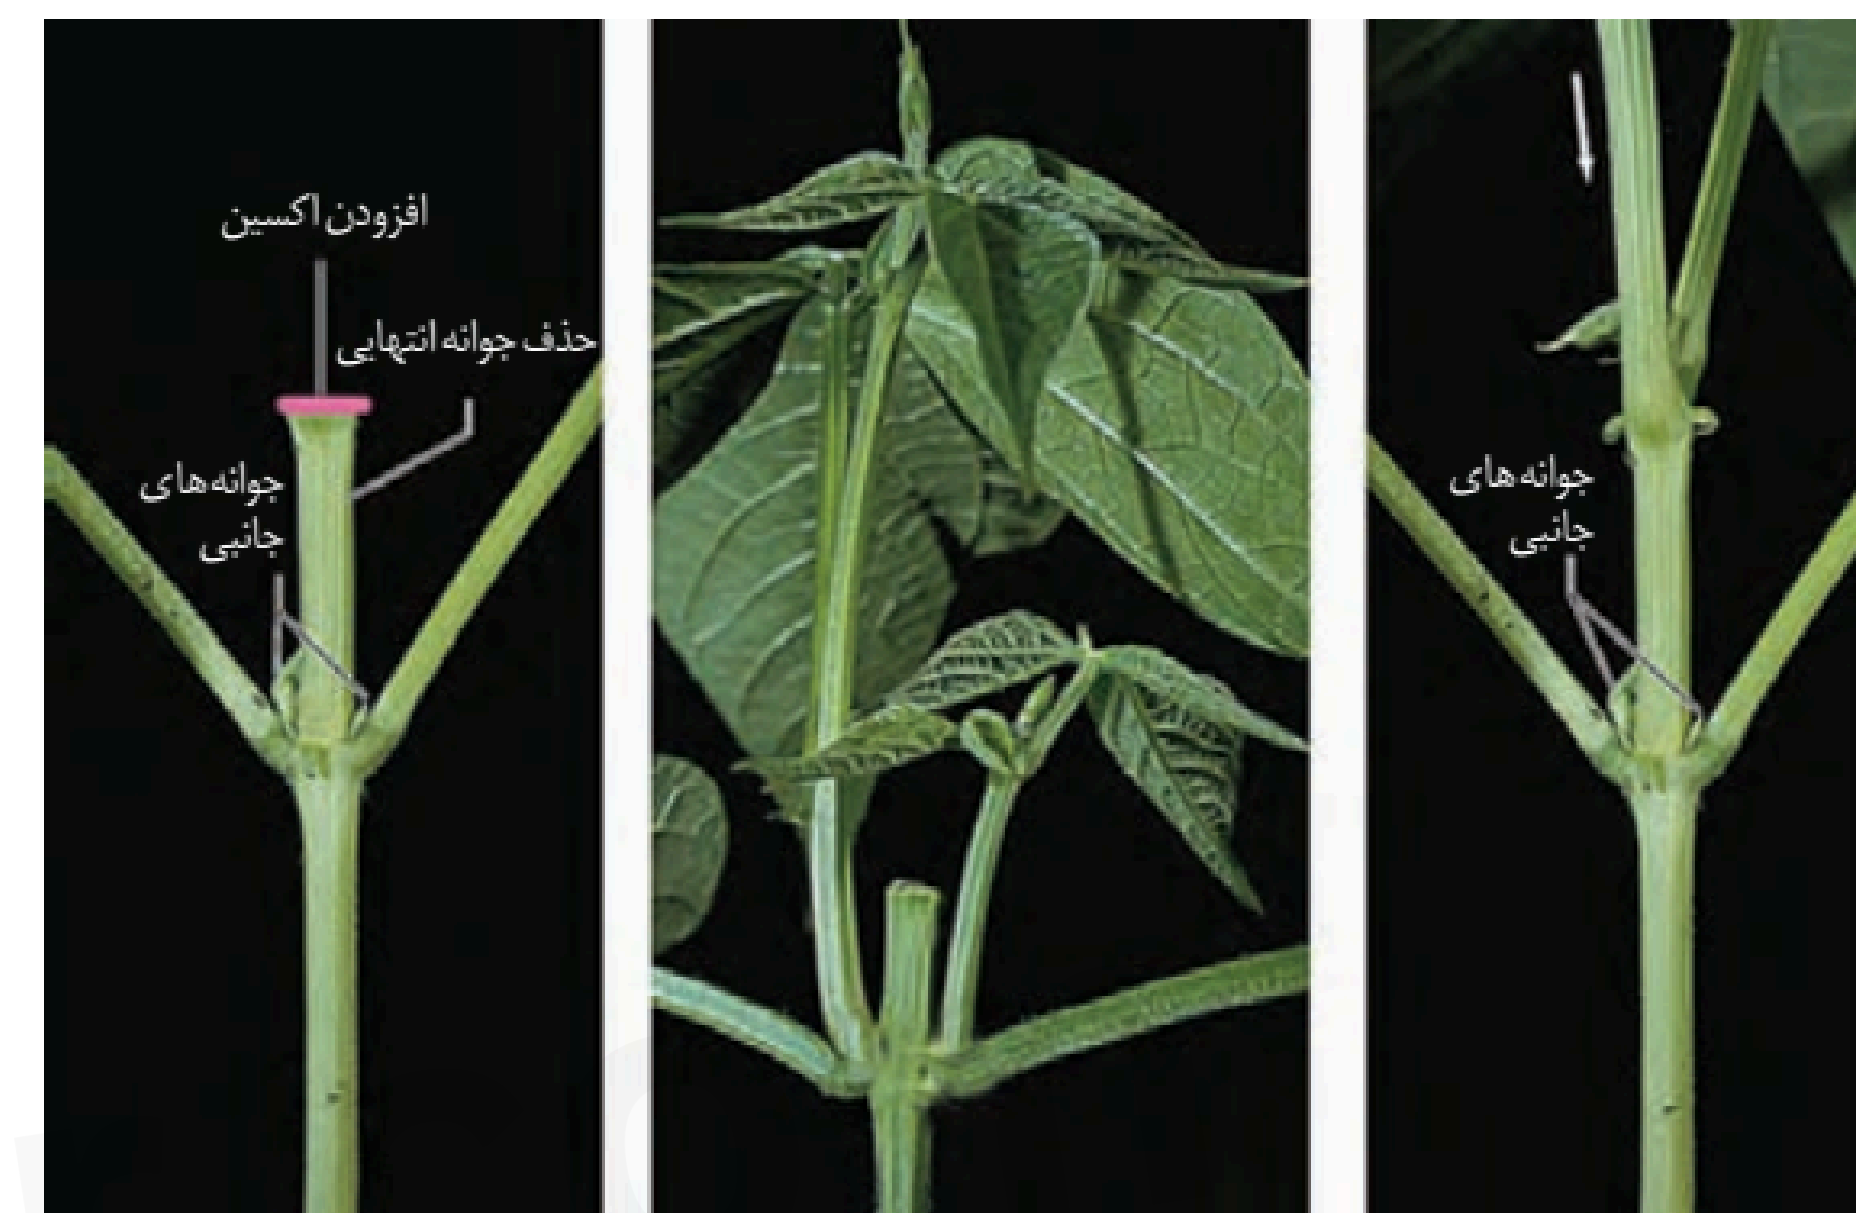 جوانه‌های
جانبی
افزودن اکسین
حذف جوانه انتهایی
جوانه‌های
جانبی